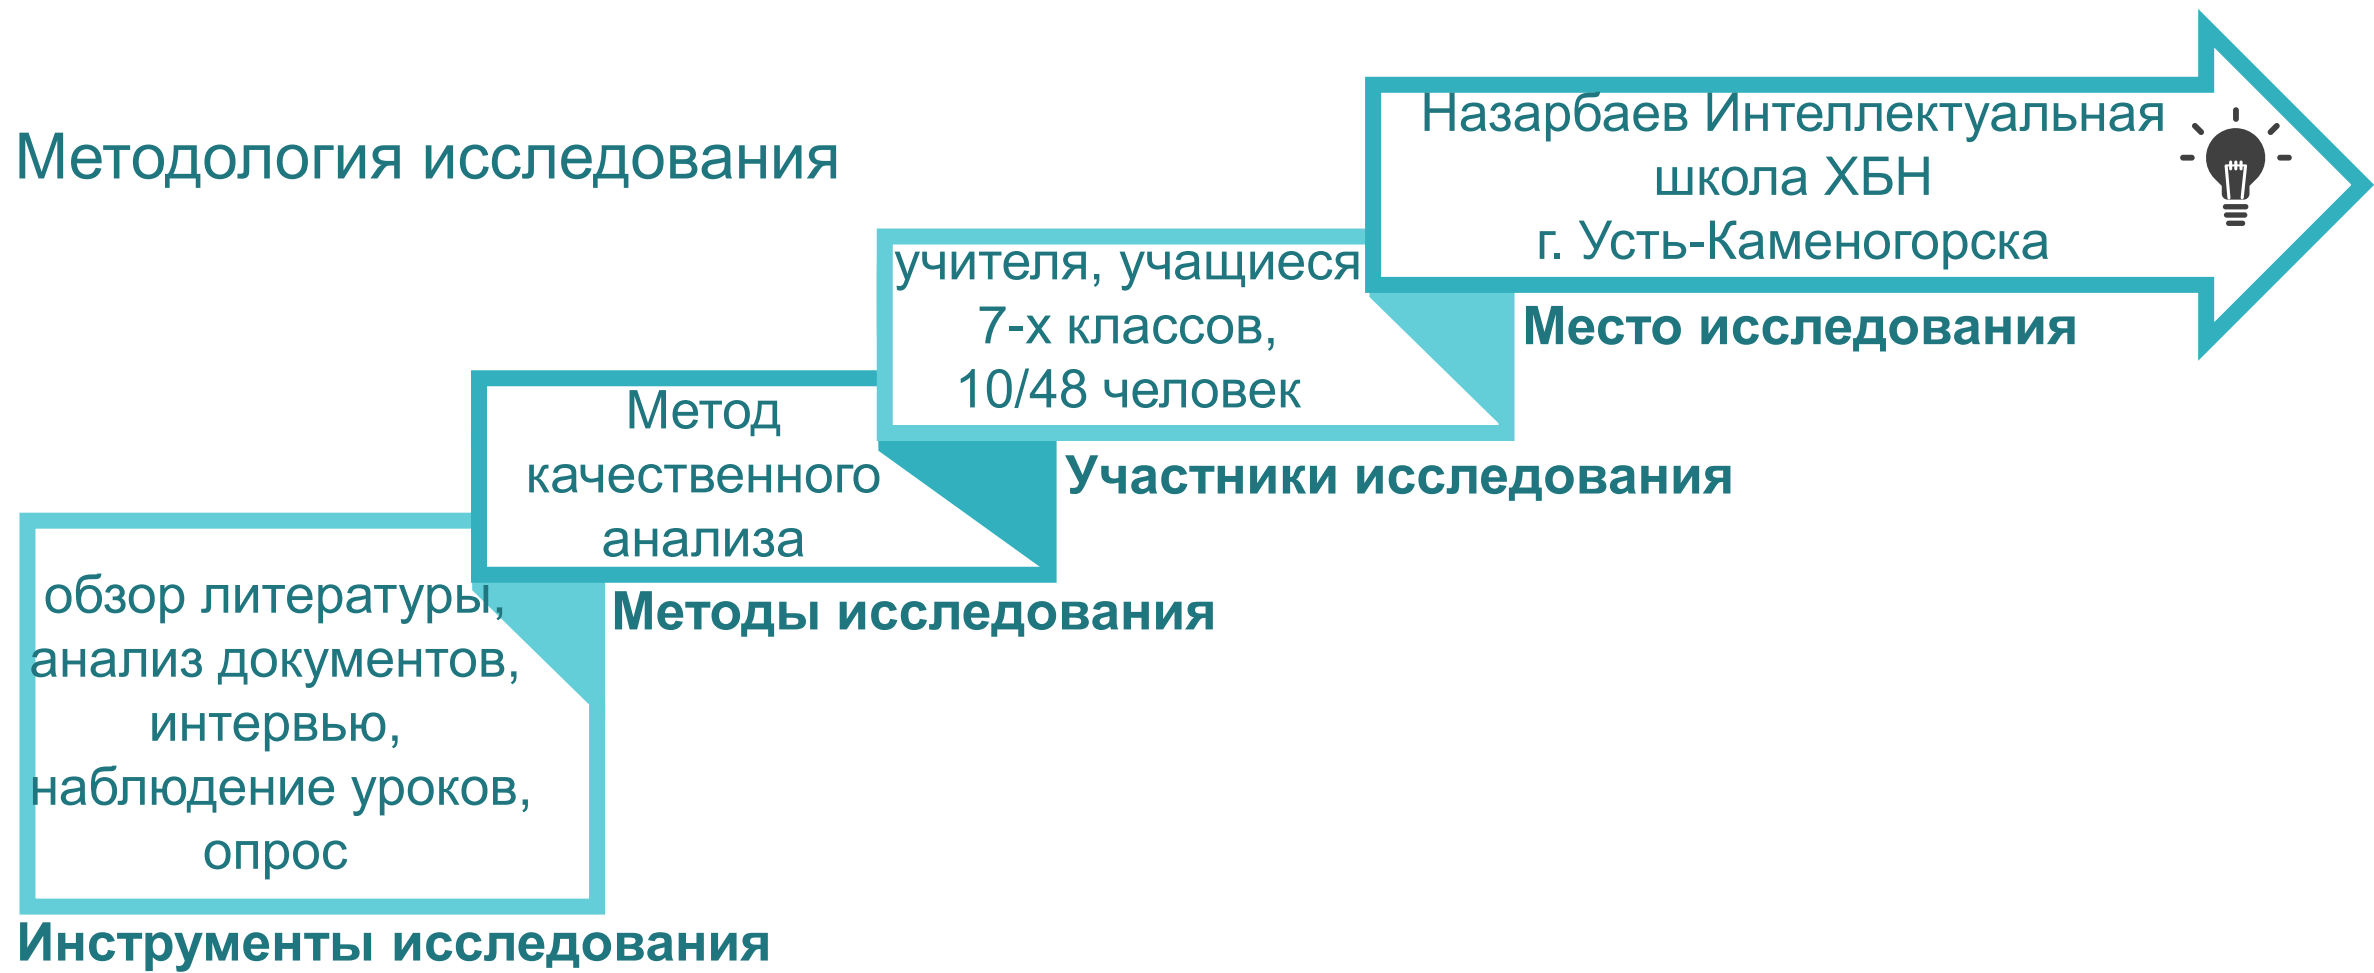 Методология исследования
Назарбаев Интеллектуальная
школа ХБН
г. Усть-Каменогорска
Место исследования
учителя, учащиеся
7-х классов,
10/48 человек
Участники исследования
Метод
качественного
анализа
Методы исследования
обзор литературы,
анализ документов,
интервью,
наблюдение уроков,
опрос
Инструменты исследования